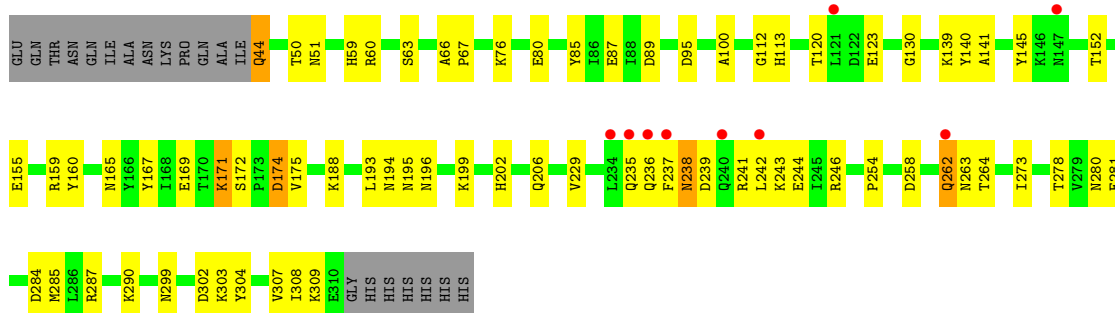 GLU GLN THR ASN GLN ILE ALA ASN LYS PRO GLN ALA ILE Q44 T50 N51 H59 R60 S63 A66 P67 K76 E80 Y85 I86 E87 I88 D89 D95 A100 G112 H113 T120 L121 D122 E123 G130 K139 Y140 A141 Y145 K146 N147 T152
E155 R159 Y160 N165 Y166 Y167 I168 E169 T170 K171 S172 P173 D174 V175 K188 L193 N194 N195 N196 K199 H202 Q206 V229 L234 Q235 Q236 F237 N238 D239 Q240 R241 L242 K243 E244 I245 R246 P254 D258 Q262 N263 T264 I273 T278 V279 N280
D284 M285 L286 R287 K290 N299 D302 K303 Y304 V307 I308 K309 E310 GLY HIS HIS HIS HIS HIS HIS